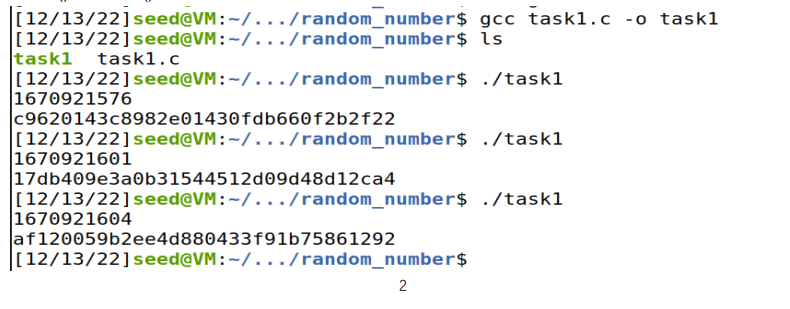 [12/13/22]seed@VM:~/.../random_number$ gcc task1.c -o task1
[12/13/22]seed@VM:~/.../random_number$ ls
task1  task1.c
[12/13/22]seed@VM:~/.../random_number$ ./task1
1670921576
c9620143c8982e01430fdb660f2b2f22
[12/13/22]seed@VM:~/.../random_number$ ./task1
1670921601
17db409e3a0b31544512d09d48d12ca4
[12/13/22]seed@VM:~/.../random_number$ ./task1
1670921604
af120059b2ee4d880433f91b75861292
[12/13/22]seed@VM:~/.../random_number$
2